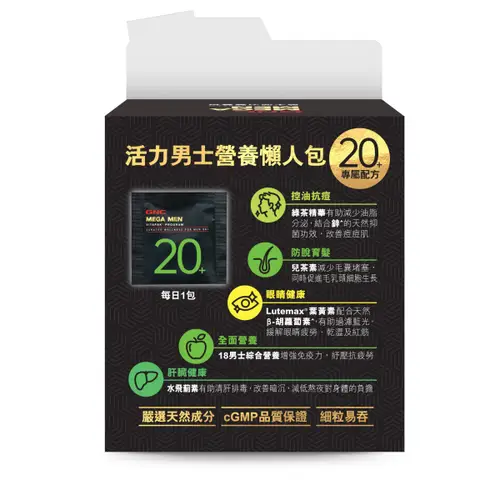 MEGA
活力男士營養懶人包
20+
專屬配方
GNC
MEGA MEN
VITAPAK PROGRAM
20+
每日1包
控油抗痘
綠茶精華有助減少油脂
分泌,結合鋅*的天然抑
菌功效,改善痘痘肌
防脫育髮
兒茶素減少毛囊堵塞,
同時促進毛乳頭細胞生長
眼睛健康
Lutemax®葉黃素配合天然
β-胡蘿蔔素*,有助過濾藍光,
緩解眼睛疲勞、乾澀及紅筋
全面營養
18男士綜合營養增強免疫力,紓壓抗疲勞
肝臟健康
水飛薊素有助清肝排毒,改善暗沉,減低熬夜對身體的負擔
嚴選天然成分
cGMP品質保證
細粒易吞